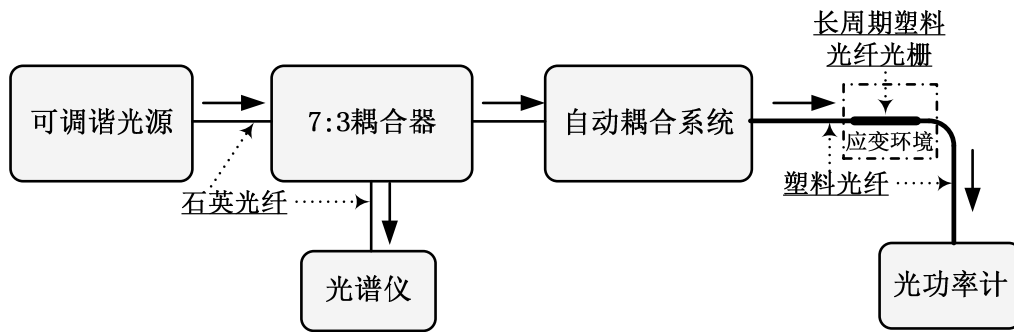 长周期塑料
光纤光栅
可调谐光源
7:3耦合器
自动耦合系统
应变环境
石英光纤
塑料光纤
光谱仪
光功率计